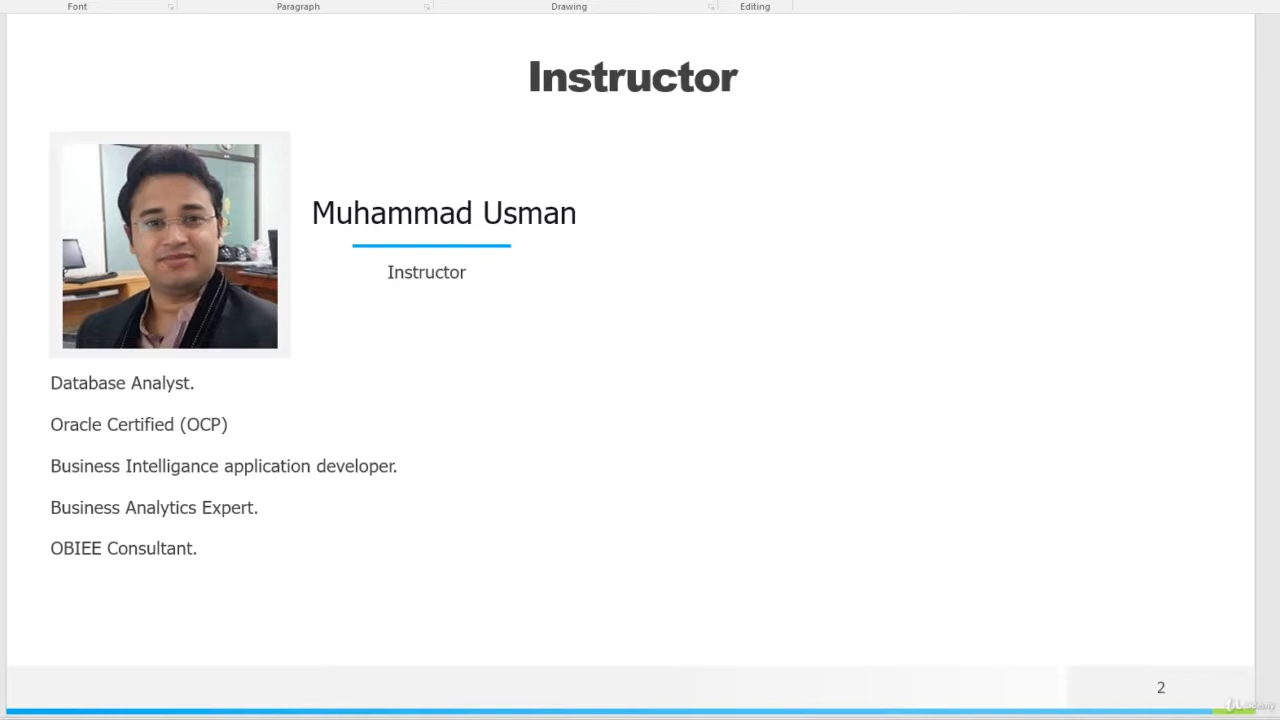 Font Paragraph Drawing Editing
Instructor
Muhammad Usman
Instructor
Database Analyst.
Oracle Certified (OCP)
Business Intelligance application developer.
Business Analytics Expert.
OBIEE Consultant.
2
Udemy